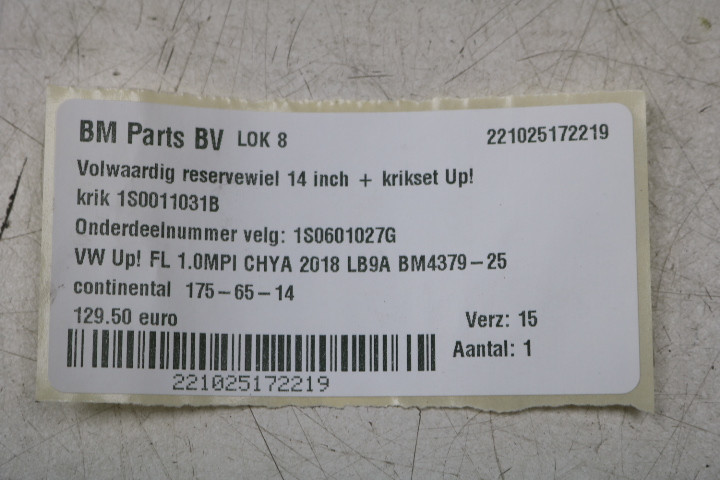 BM Parts BV LOK 8 221025172219
Volwaardig reservewiel 14 inch + krikset Up!
krik 1S0011031B
Onderdeelnummer velg: 1S0601027G
VW Up! FL 1.0MPI CHYA 2018 LB9A BM4379-25
continental 175-65-14
129.50 euro Verz: 15
Aantal: 1
221025172219